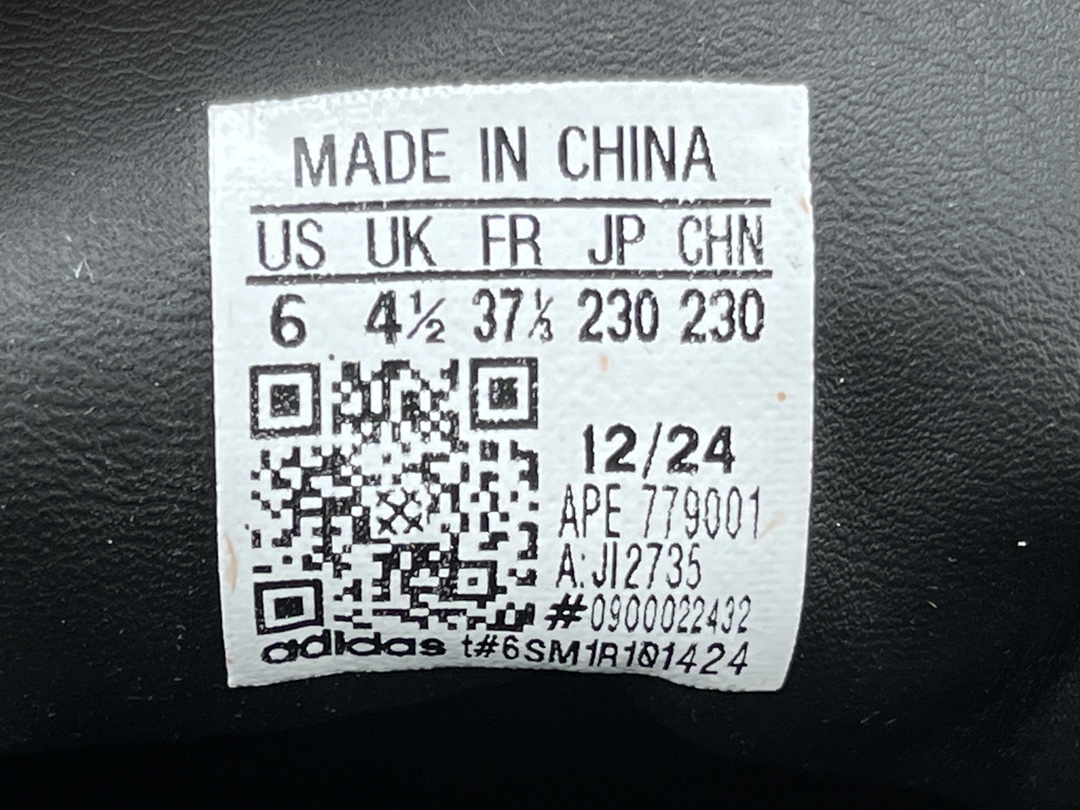 MADE IN CHINA
US UK FR JP CHN
6 4½ 37⅓ 230 230
12/24
APE 779001
A: JI2735
#0900022432
adidas t#6SM1R101424